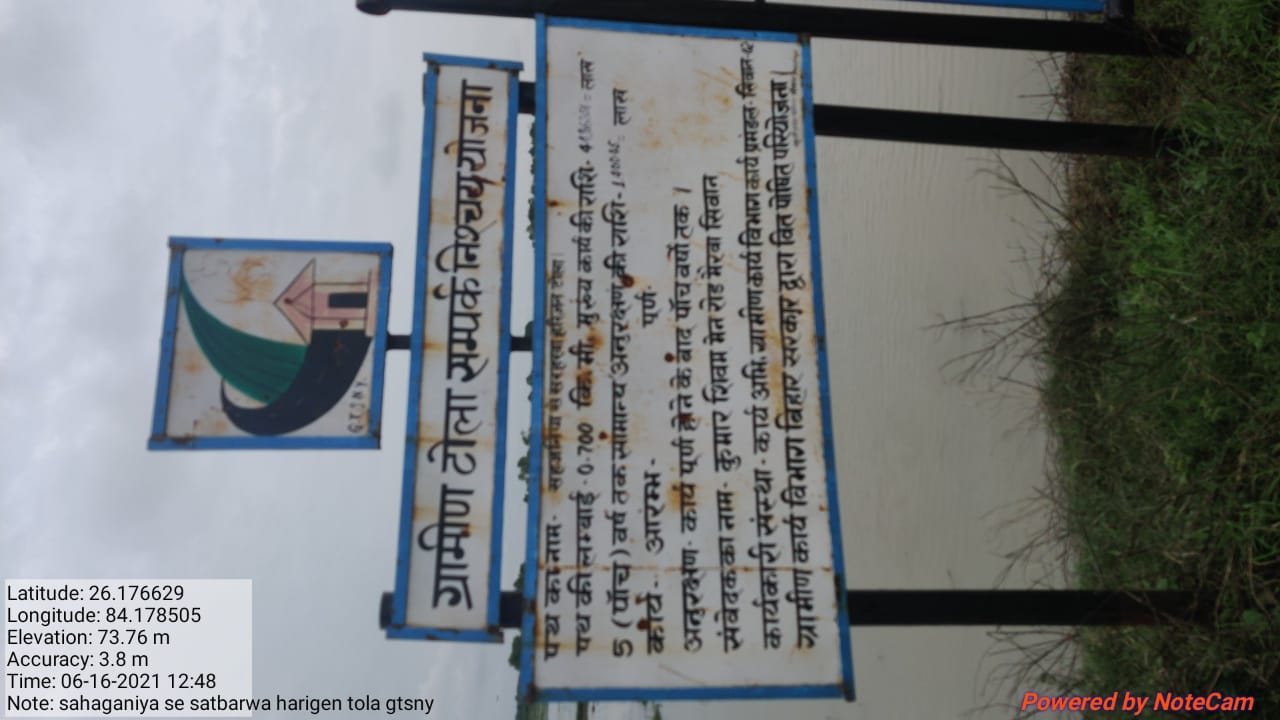 G T S N Y
ग्रामीण टोला सम्पर्क निश्चय योजना
पथ का नाम- से हरिजन टोला।
पथ की लम्बाई - 0.700 कि. मी. मुख्य कार्य की राशि- लाख
5 (पाँच) वर्ष तक सामान्य अनुरक्षण की राशि- लाख
कार्य- आरम्भ- पूर्ण-
अनुरक्षण- कार्य पूर्ण होने के बाद पाँच वर्षो तक।
संवेदक का नाम- कुमार शिवम मेन रोड मैरवा सिवान
कार्यकारी संस्था- कार्य अभि. ग्रामीण कार्य विभाग कार्य प्रमंडल- सिवान-02
ग्रामीण कार्य विभाग बिहार सरकार द्वारा वित पोषित परियोजना।
Latitude: 26.176629
Longitude: 84.178505
Elevation: 73.76 m
Accuracy: 3.8 m
Time: 06-16-2021 12:48
Note: sahaganiya se satbarwa harigen tola gtsny
Powered by NoteCam